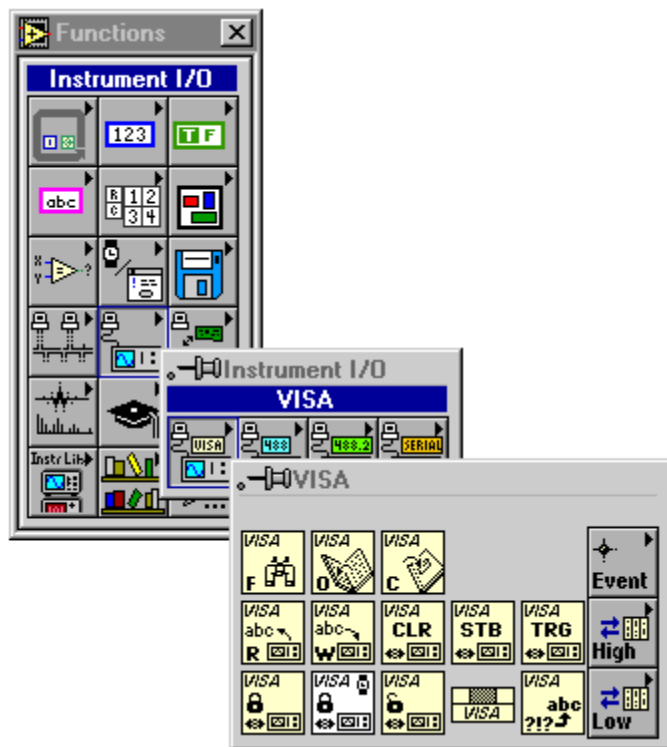 Functions
Instrument I/O
123
TF
abc
R 1 2
C 3 4
X
Y ?
Instrument I/O
VISA
VISA 488 488.2 SERIAL
Instr Lib
...
VISA
VISA VISA VISA
F O C
Event
VISA VISA VISA VISA VISA
abc abc CLR STB TRG
R W
High
VISA VISA VISA VISA VISA
abc
?!?
Low